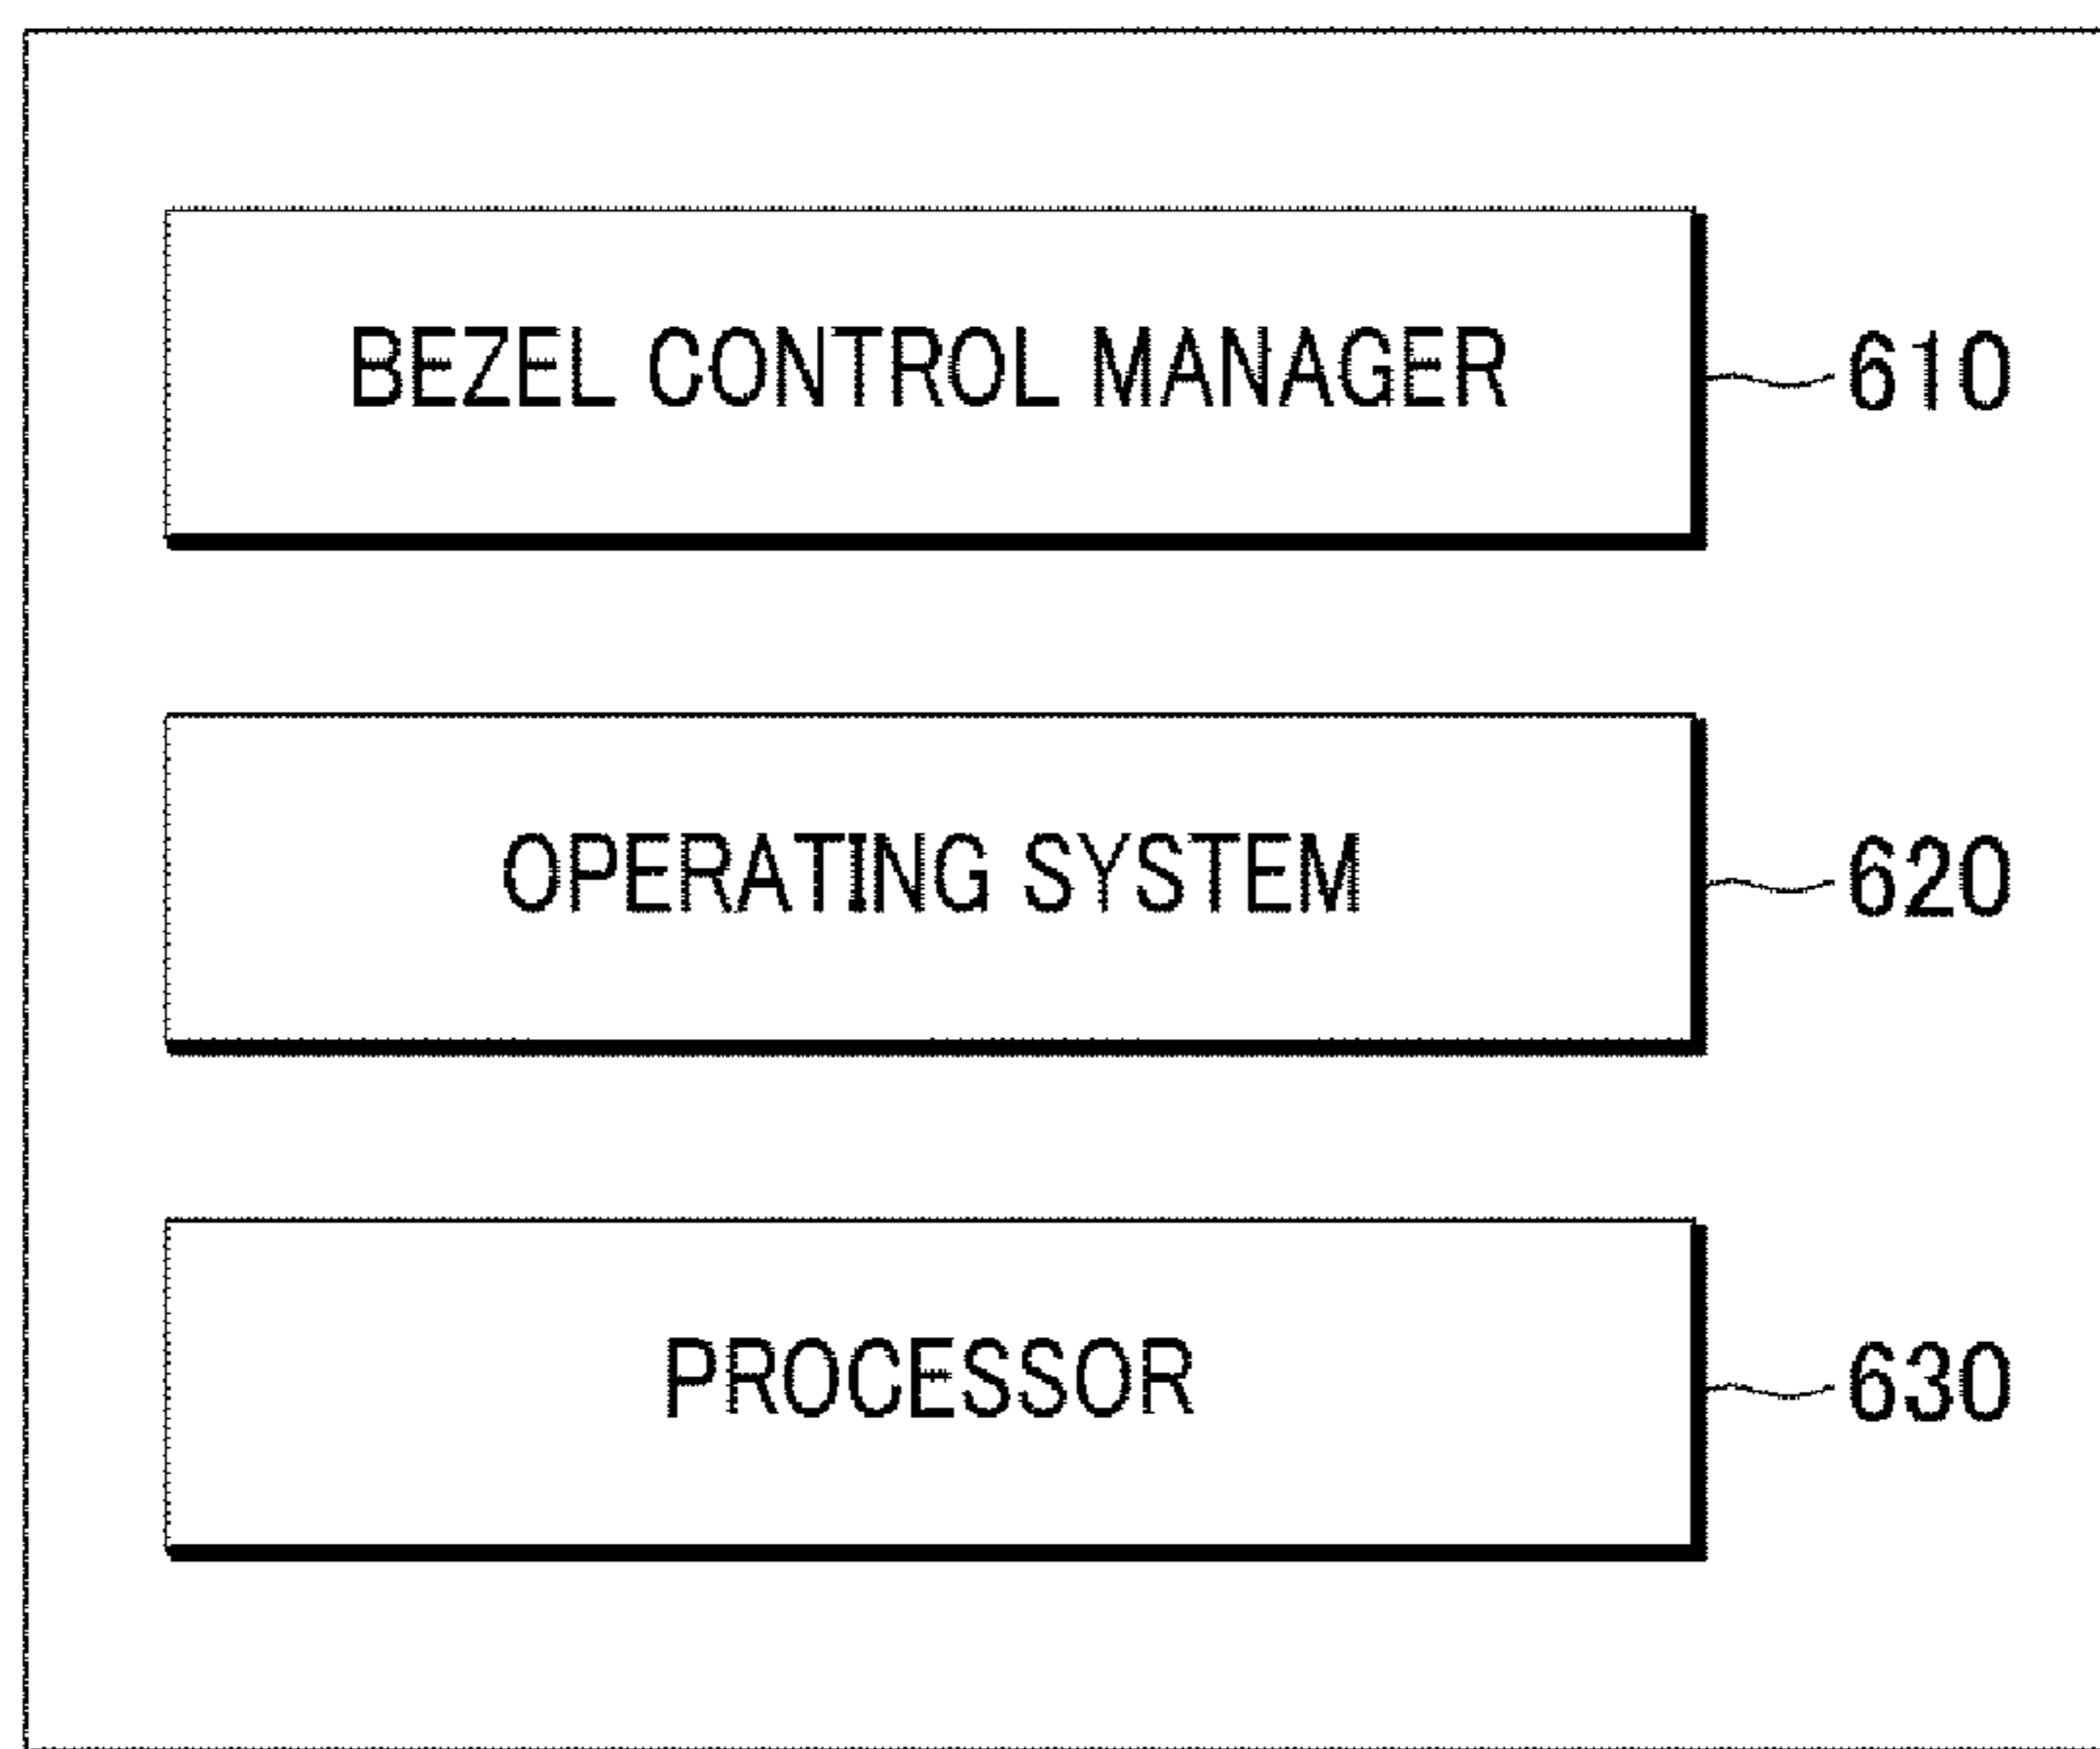 BEZEL CONTROL MANAGER 610
OPERATING SYSTEM 620
PROCESSOR 630